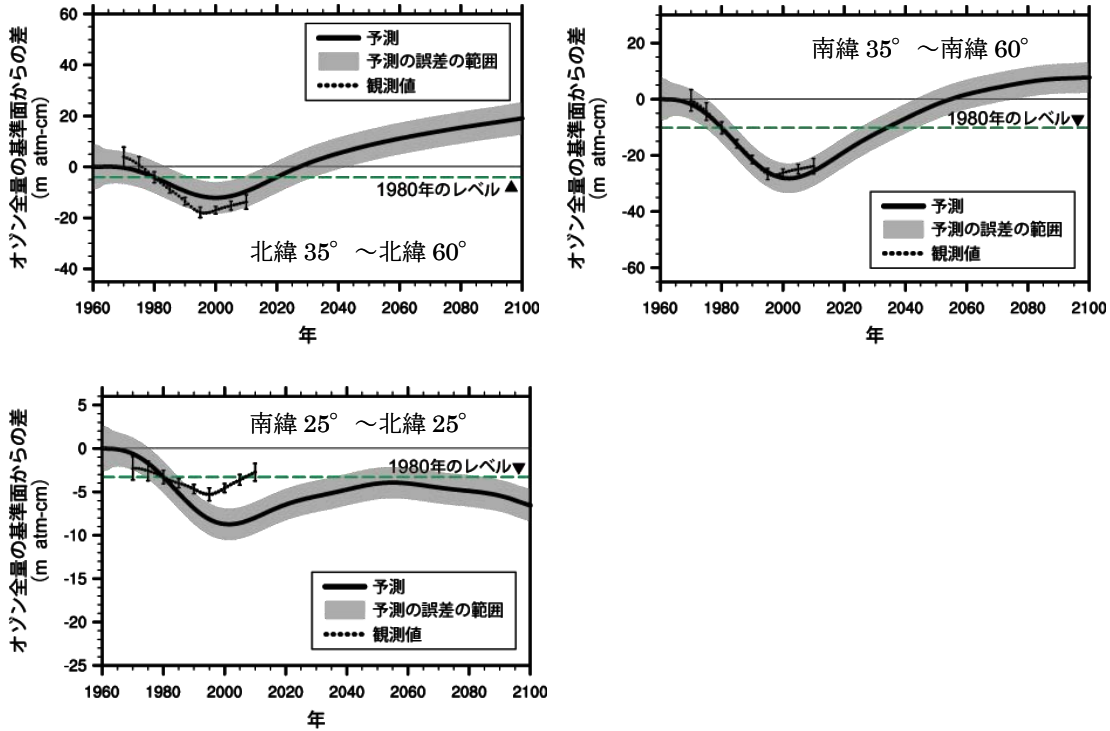 オゾン全量の基準面からの差
(m atm-cm)
60
40
20
0
-20
-40
予測
予測の誤差の範囲
観測値
1980年のレベル▲
北緯 35° ～北緯 60°
1960 1980 2000 2020 2040 2060 2080 2100
年
オゾン全量の基準面からの差
(m atm-cm)
20
0
-20
-40
-60
南緯 35° ～南緯 60°
1980年のレベル▼
予測
予測の誤差の範囲
観測値
1960 1980 2000 2020 2040 2060 2080 2100
年
オゾン全量の基準面からの差
(m atm-cm)
5
0
-5
-10
-15
-20
-25
南緯 25° ～北緯 25°
1980年のレベル▼
予測
予測の誤差の範囲
観測値
1960 1980 2000 2020 2040 2060 2080 2100
年